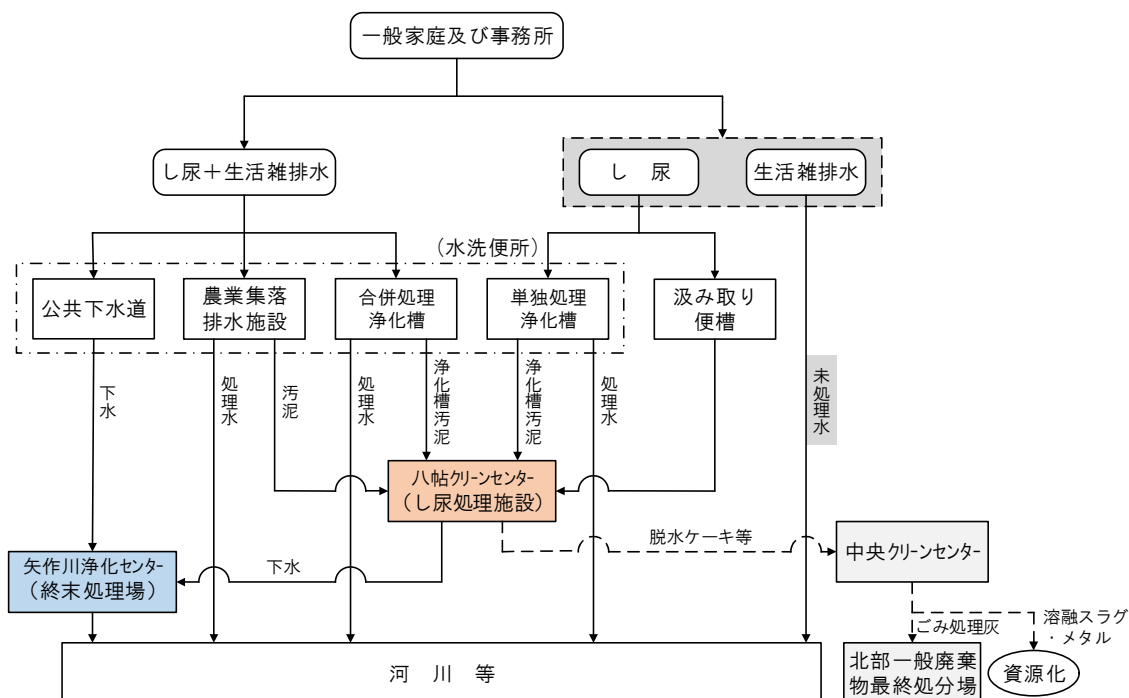 一般家庭及び事務所
し尿＋生活雑排水
し　尿
生活雑排水
(水洗便所)
公共下水道
農業集落
排水施設
合併処理
浄化槽
単独処理
浄化槽
汲み取り
便槽
下水
処理水
汚泥
処理水
浄化槽汚泥
浄化槽汚泥
処理水
未処理水
八帖クリーンセンター
(し尿処理施設)
脱水ケーキ等
中央クリーンセンター
矢作川浄化センター
(終末処理場)
下水
ごみ処理灰
溶融スラグ
・メタル
河　川　等
北部一般廃棄
物最終処分場
資源化